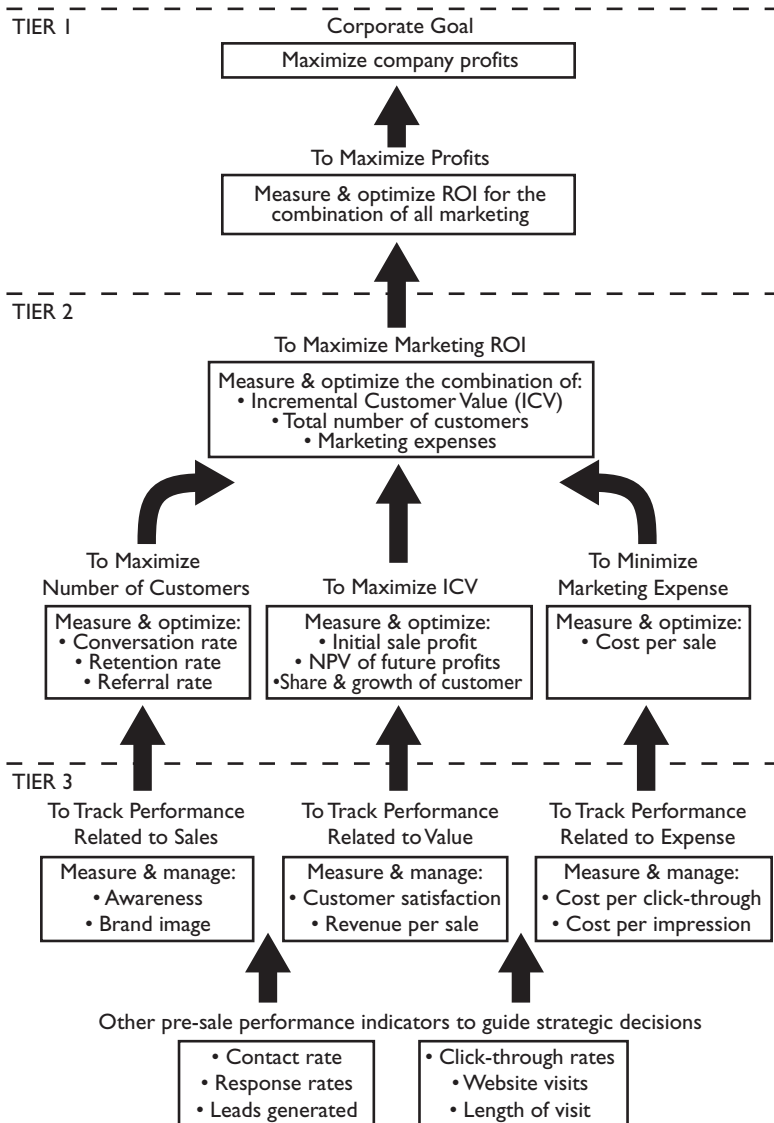 TIER 1
Corporate Goal
Maximize company profits
To Maximize Profits
Measure & optimize ROI for the
combination of all marketing
TIER 2
To Maximize Marketing ROI
Measure & optimize the combination of:
• Incremental Customer Value (ICV)
• Total number of customers
• Marketing expenses
To Maximize
Number of Customers
Measure & optimize:
• Conversation rate
• Retention rate
• Referral rate
To Maximize ICV
Measure & optimize:
• Initial sale profit
• NPV of future profits
•Share & growth of customer
To Minimize
Marketing Expense
Measure & optimize:
• Cost per sale
TIER 3
To Track Performance
Related to Sales
Measure & manage:
• Awareness
• Brand image
To Track Performance
Related to Value
Measure & manage:
• Customer satisfaction
• Revenue per sale
To Track Performance
Related to Expense
Measure & manage:
• Cost per click-through
• Cost per impression
Other pre-sale performance indicators to guide strategic decisions
• Contact rate
• Response rates
• Leads generated
• Click-through rates
• Website visits
• Length of visit